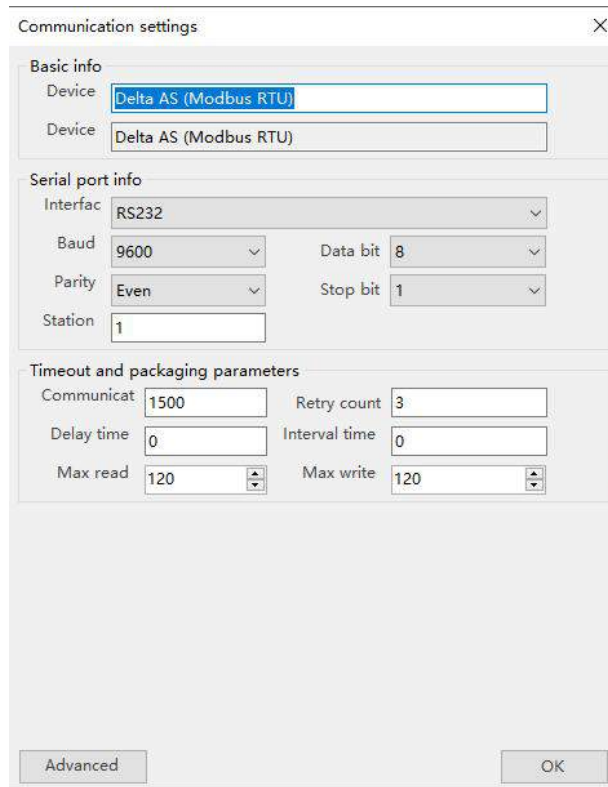 Communication settings
Basic info
Device Delta AS (Modbus RTU)
Device Delta AS (Modbus RTU)
Serial port info
Interfac RS232
Baud 9600 Data bit 8
Parity Even Stop bit 1
Station 1
Timeout and packaging parameters
Communicat 1500 Retry count 3
Delay time 0 Interval time 0
Max read 120 Max write 120
Advanced OK